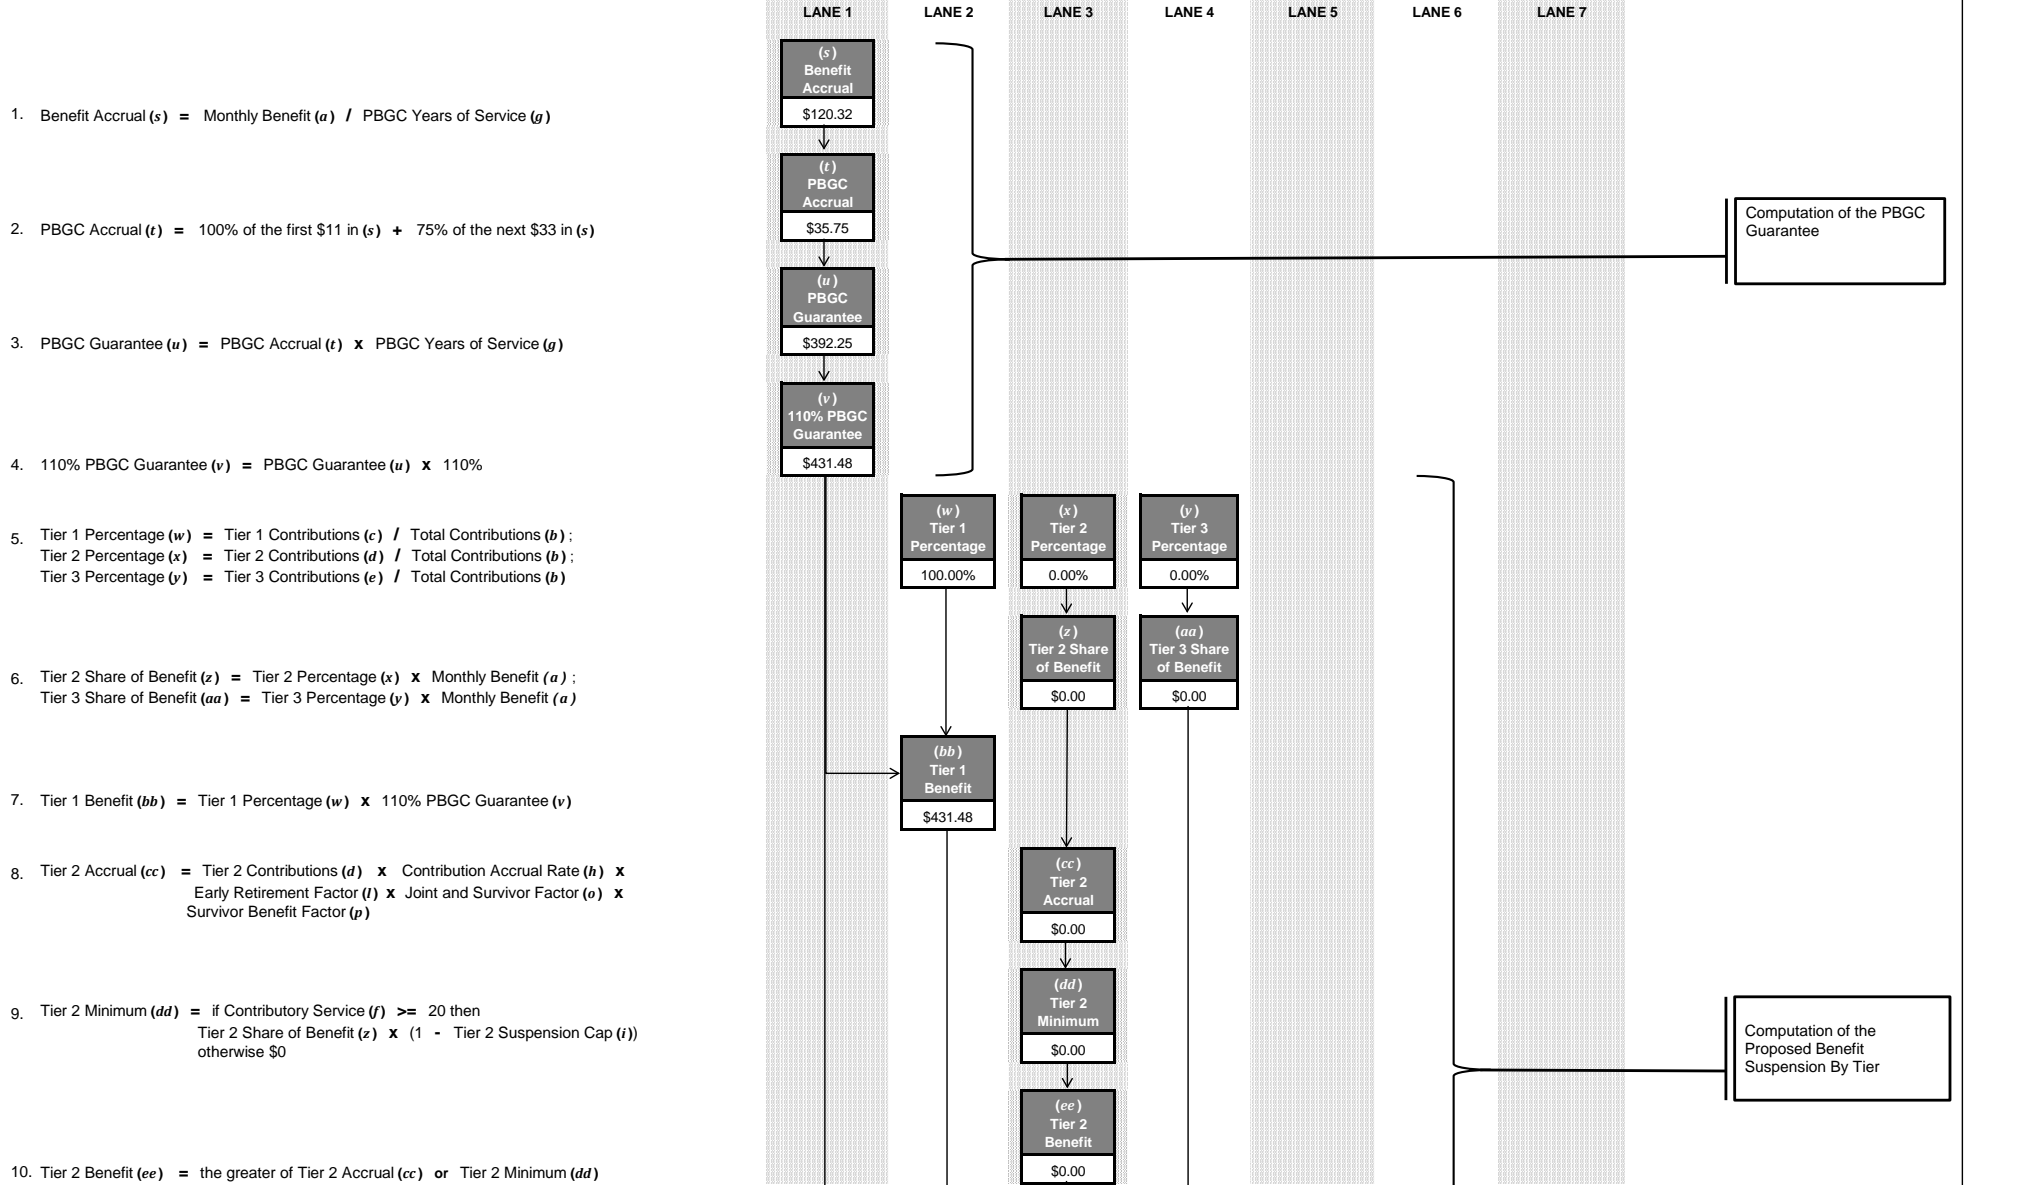 LANE 1 LANE 2 LANE 3 LANE 4 LANE 5 LANE 6 LANE 7
(s)
Benefit
Accrual
$120.32
1. Benefit Accrual (s) = Monthly Benefit (a) / PBGC Years of Service (g)
(t)
PBGC
Accrual
$35.75
2. PBGC Accrual (t) = 100% of the first $11 in (s) + 75% of the next $33 in (s)
Computation of the PBGC
Guarantee
(u)
PBGC
Guarantee
$392.25
3. PBGC Guarantee (u) = PBGC Accrual (t) x PBGC Years of Service (g)
(v)
110% PBGC
Guarantee
$431.48
4. 110% PBGC Guarantee (v) = PBGC Guarantee (u) x 110%
(w)
Tier 1
Percentage
100.00%
(x)
Tier 2
Percentage
0.00%
(y)
Tier 3
Percentage
0.00%
5. Tier 1 Percentage (w) = Tier 1 Contributions (c) / Total Contributions (b) ;
Tier 2 Percentage (x) = Tier 2 Contributions (d) / Total Contributions (b) ;
Tier 3 Percentage (y) = Tier 3 Contributions (e) / Total Contributions (b)
(z)
Tier 2 Share
of Benefit
$0.00
(aa)
Tier 3 Share
of Benefit
$0.00
6. Tier 2 Share of Benefit (z) = Tier 2 Percentage (x) x Monthly Benefit (a) ;
Tier 3 Share of Benefit (aa) = Tier 3 Percentage (y) x Monthly Benefit (a)
(bb)
Tier 1
Benefit
$431.48
7. Tier 1 Benefit (bb) = Tier 1 Percentage (w) x 110% PBGC Guarantee (v)
(cc)
Tier 2
Accrual
$0.00
8. Tier 2 Accrual (cc) = Tier 2 Contributions (d) x Contribution Accrual Rate (h) x
Early Retirement Factor (l) x Joint and Survivor Factor (o) x
Survivor Benefit Factor (p)
(dd)
Tier 2
Minimum
$0.00
9. Tier 2 Minimum (dd) = if Contributory Service (f) >= 20 then
Tier 2 Share of Benefit (z) x (1 - Tier 2 Suspension Cap (i))
otherwise $0
Computation of the
Proposed Benefit
Suspension By Tier
(ee)
Tier 2
Benefit
$0.00
10. Tier 2 Benefit (ee) = the greater of Tier 2 Accrual (cc) or Tier 2 Minimum (dd)